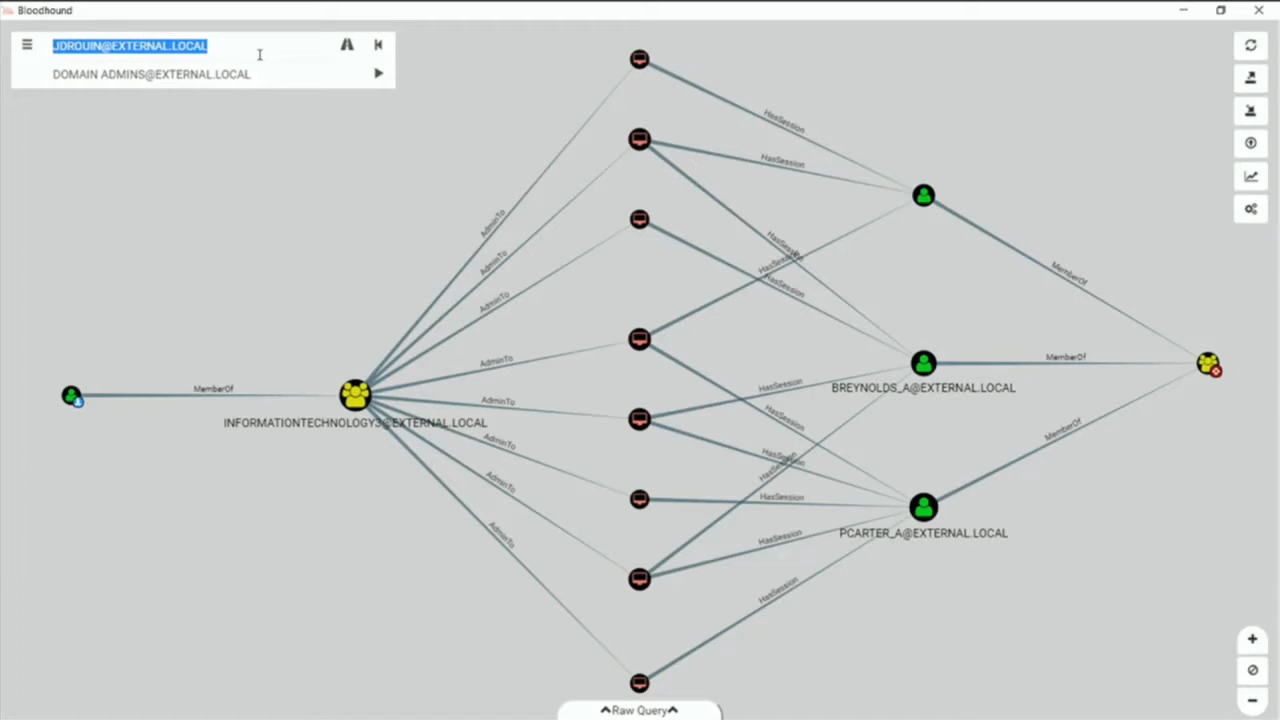 Bloodhound
JDROUIN@EXTERNAL.LOCAL
DOMAIN ADMINS@EXTERNAL.LOCAL
HasSession
HasSession
AdminTo
HasSession
AdminTo
HasSession
HasSession
MemberOf
AdminTo
AdminTo
MemberOf
BREYNOLDS_A@EXTERNAL.LOCAL
HasSession
MemberOf
AdminTo
HasSession
INFORMATIONTECHNOLOGY3@EXTERNAL.LOCAL
MemberOf
AdminTo
HasSession
HasSession
AdminTo
HasSession
PCARTER_A@EXTERNAL.LOCAL
AdminTo
HasSession
HasSession
Raw Query